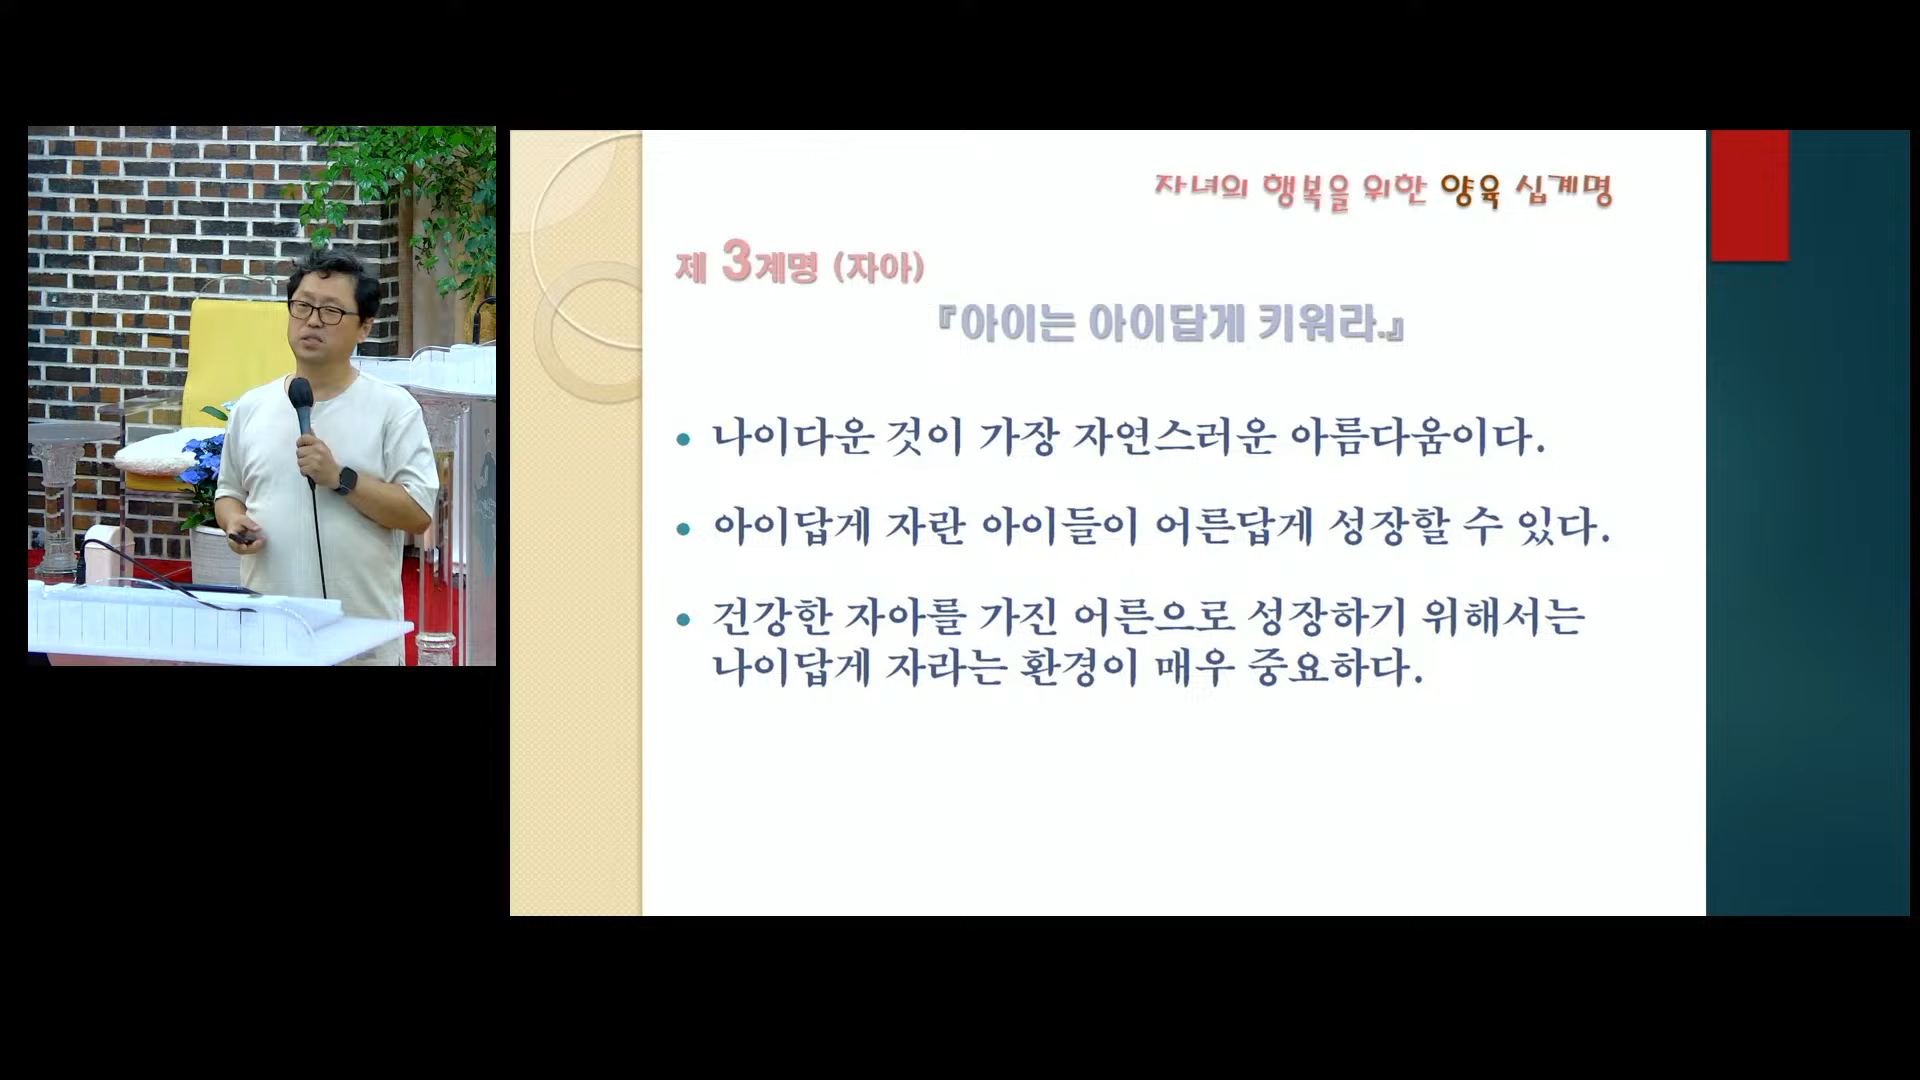 자녀의 행복을 위한 양육 십계명
제 3계명 (자아)
『아이는 아이답게 키워라.』
• 나이다운 것이 가장 자연스러운 아름다움이다.
• 아이답게 자란 아이들이 어른답게 성장할 수 있다.
• 건강한 자아를 가진 어른으로 성장하기 위해서는
나이답게 자라는 환경이 매우 중요하다.